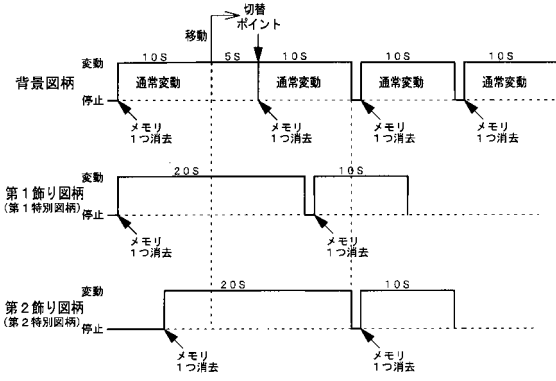 切替
ポイント
移動
変動
10S
5S
10S
10S
10S
背景図柄
通常変動
通常変動
通常変動
通常変動
停止
メモリ
1つ消去
メモリ
1つ消去
メモリ
1つ消去
メモリ
1つ消去
変動
20S
10S
第1飾り図柄
(第1特別図柄)
停止
メモリ
1つ消去
メモリ
1つ消去
変動
20S
10S
第2飾り図柄
(第2特別図柄)
停止
メモリ
1つ消去
メモリ
1つ消去